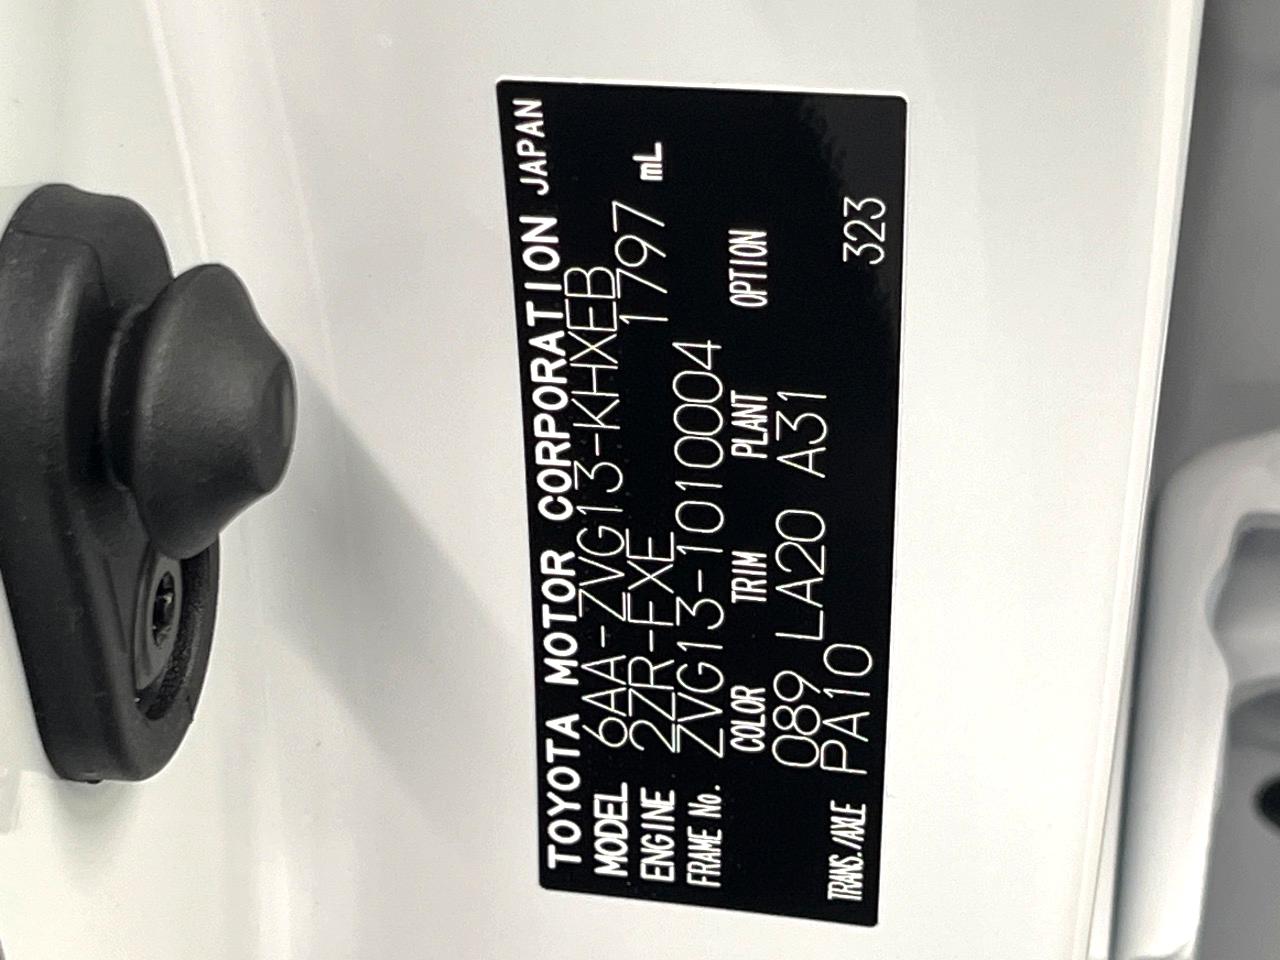 TOYOTA MOTOR CORPORATION JAPAN
MODEL 6AA-ZVG13-KHXEB
ENGINE 2ZR-FXE 1797 mL
FRAME No. ZVG13-1010004
COLOR TRIM PLANT OPTION
089 LA20 A31
TRANS./AXLE PA10 323